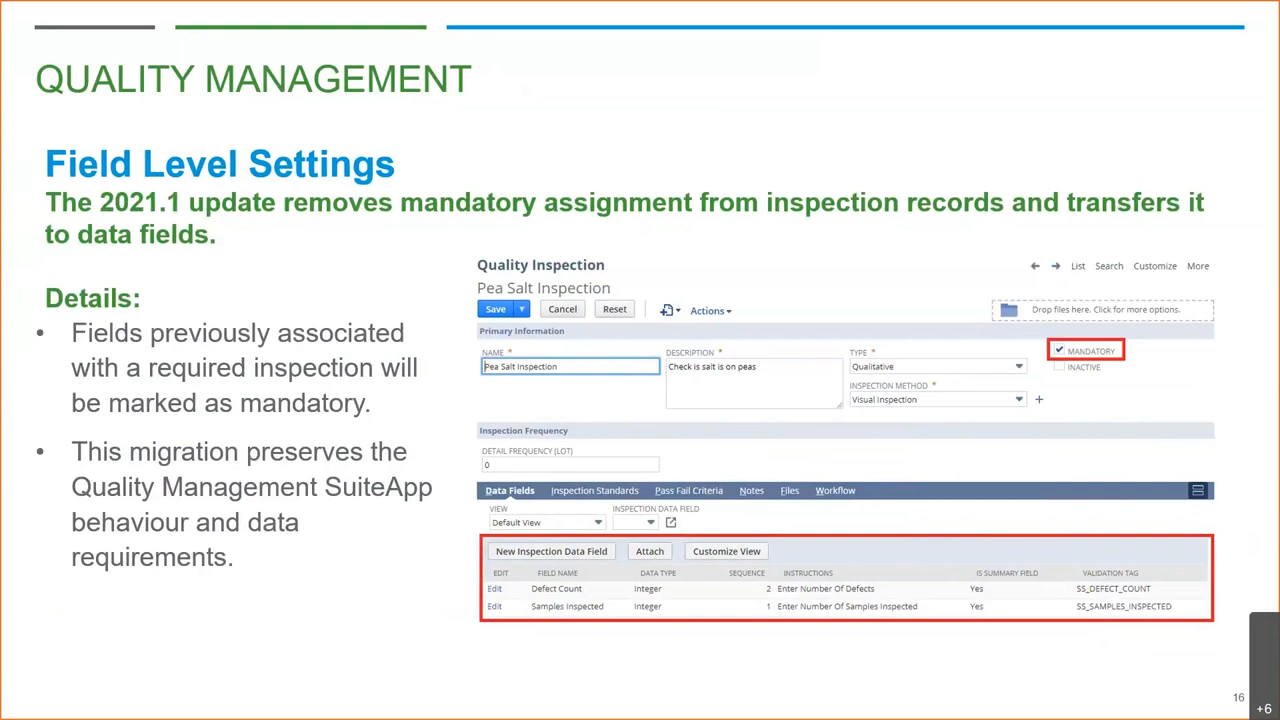 QUALITY MANAGEMENT
Field Level Settings
The 2021.1 update removes mandatory assignment from inspection records and transfers it
to data fields.
Details:
• Fields previously associated
with a required inspection will
be marked as mandatory.
• This migration preserves the
Quality Management SuiteApp
behaviour and data
requirements.
Quality Inspection
List Search Customize More
Pea Salt Inspection
Save Cancel Reset Actions
Drop files here. Click for more options.
Primary Information
NAME * DESCRIPTION * TYPE * MANDATORY
Pea Salt Inspection Check is salt is on peas Qualitative INACTIVE
INSPECTION METHOD *
Visual Inspection +
Inspection Frequency
DETAIL FREQUENCY (LOT)
0
Data Fields Inspection Standards Pass Fail Criteria Notes Files Workflow
VIEW INSPECTION DATA FIELD
Default View
New Inspection Data Field Attach Customize View
EDIT FIELD NAME DATA TYPE SEQUENCE INSTRUCTIONS IS SUMMARY FIELD VALIDATION TAG
Edit Defect Count Integer 2 Enter Number Of Defects Yes SS_DEFECT_COUNT
Edit Samples Inspected Integer 1 Enter Number Of Samples Inspected Yes SS_SAMPLES_INSPECTED
16
+6